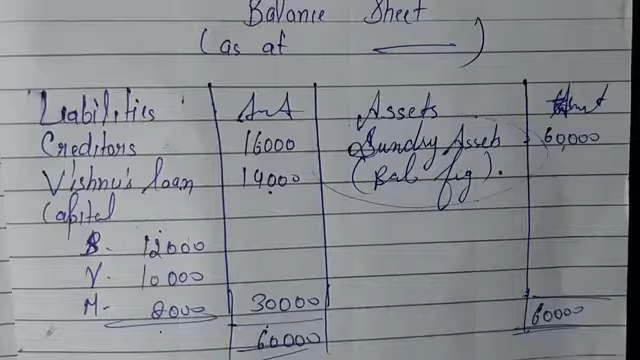 Balance Sheet
(as at ———)
Liabilities Amt Assets Amt
Creditors 16000 Sundry Assets 60,000
Vishnu's loan 14000 (Bal fig).
Capital
B. 12000
V. 10000
M- 8000 30000 60000
60000